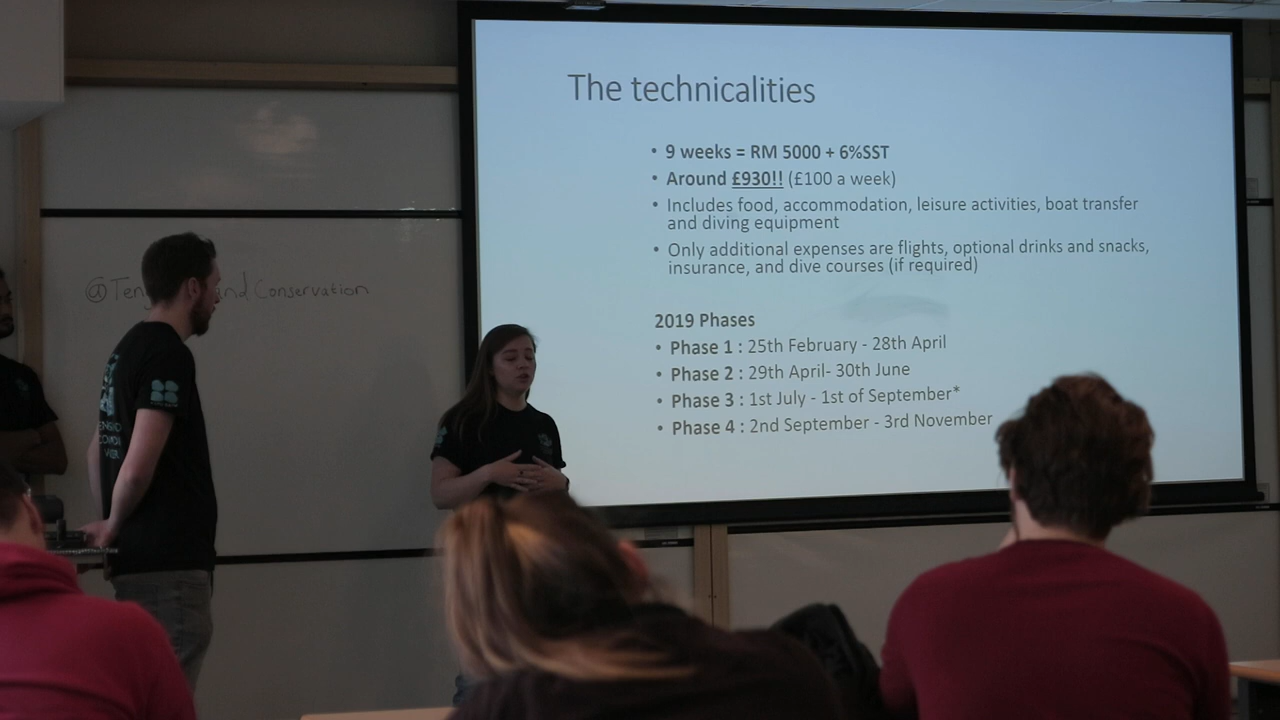 The technicalities
• 9 weeks = RM 5000 + 6%SST
• Around £930!! (£100 a week)
• Includes food, accommodation, leisure activities, boat transfer
and diving equipment
• Only additional expenses are flights, optional drinks and snacks,
insurance, and dive courses (if required)
2019 Phases
• Phase 1 : 25th February - 28th April
• Phase 2 : 29th April- 30th June
• Phase 3 : 1st July - 1st of September*
• Phase 4 : 2nd September - 3rd November
Conservation